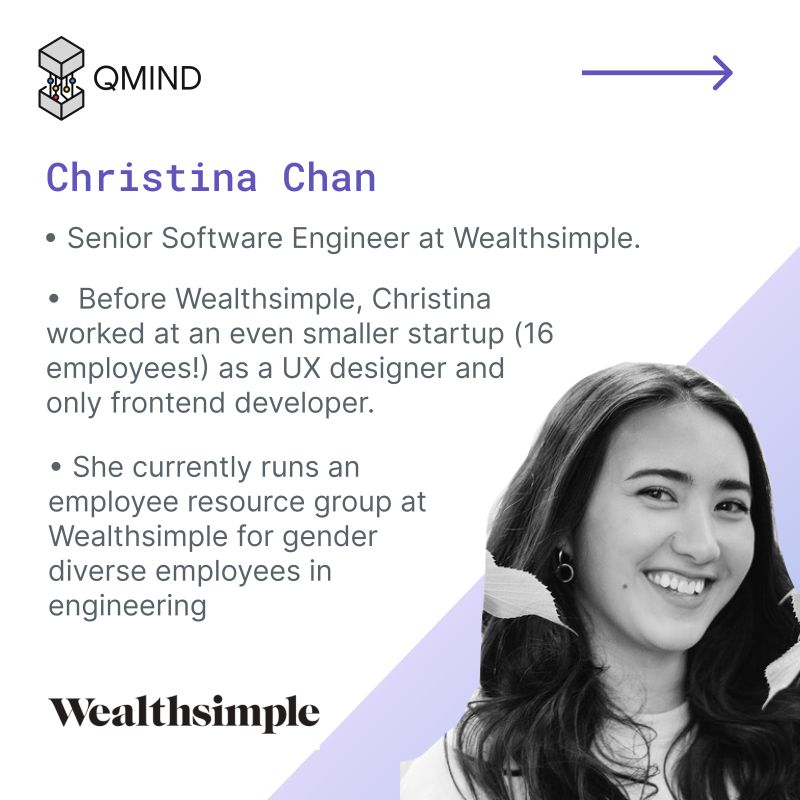 QMIND
Christina Chan
• Senior Software Engineer at Wealthsimple.
• Before Wealthsimple, Christina
worked at an even smaller startup (16
employees!) as a UX designer and
only frontend developer.
• She currently runs an
employee resource group at
Wealthsimple for gender
diverse employees in
engineering
Wealthsimple